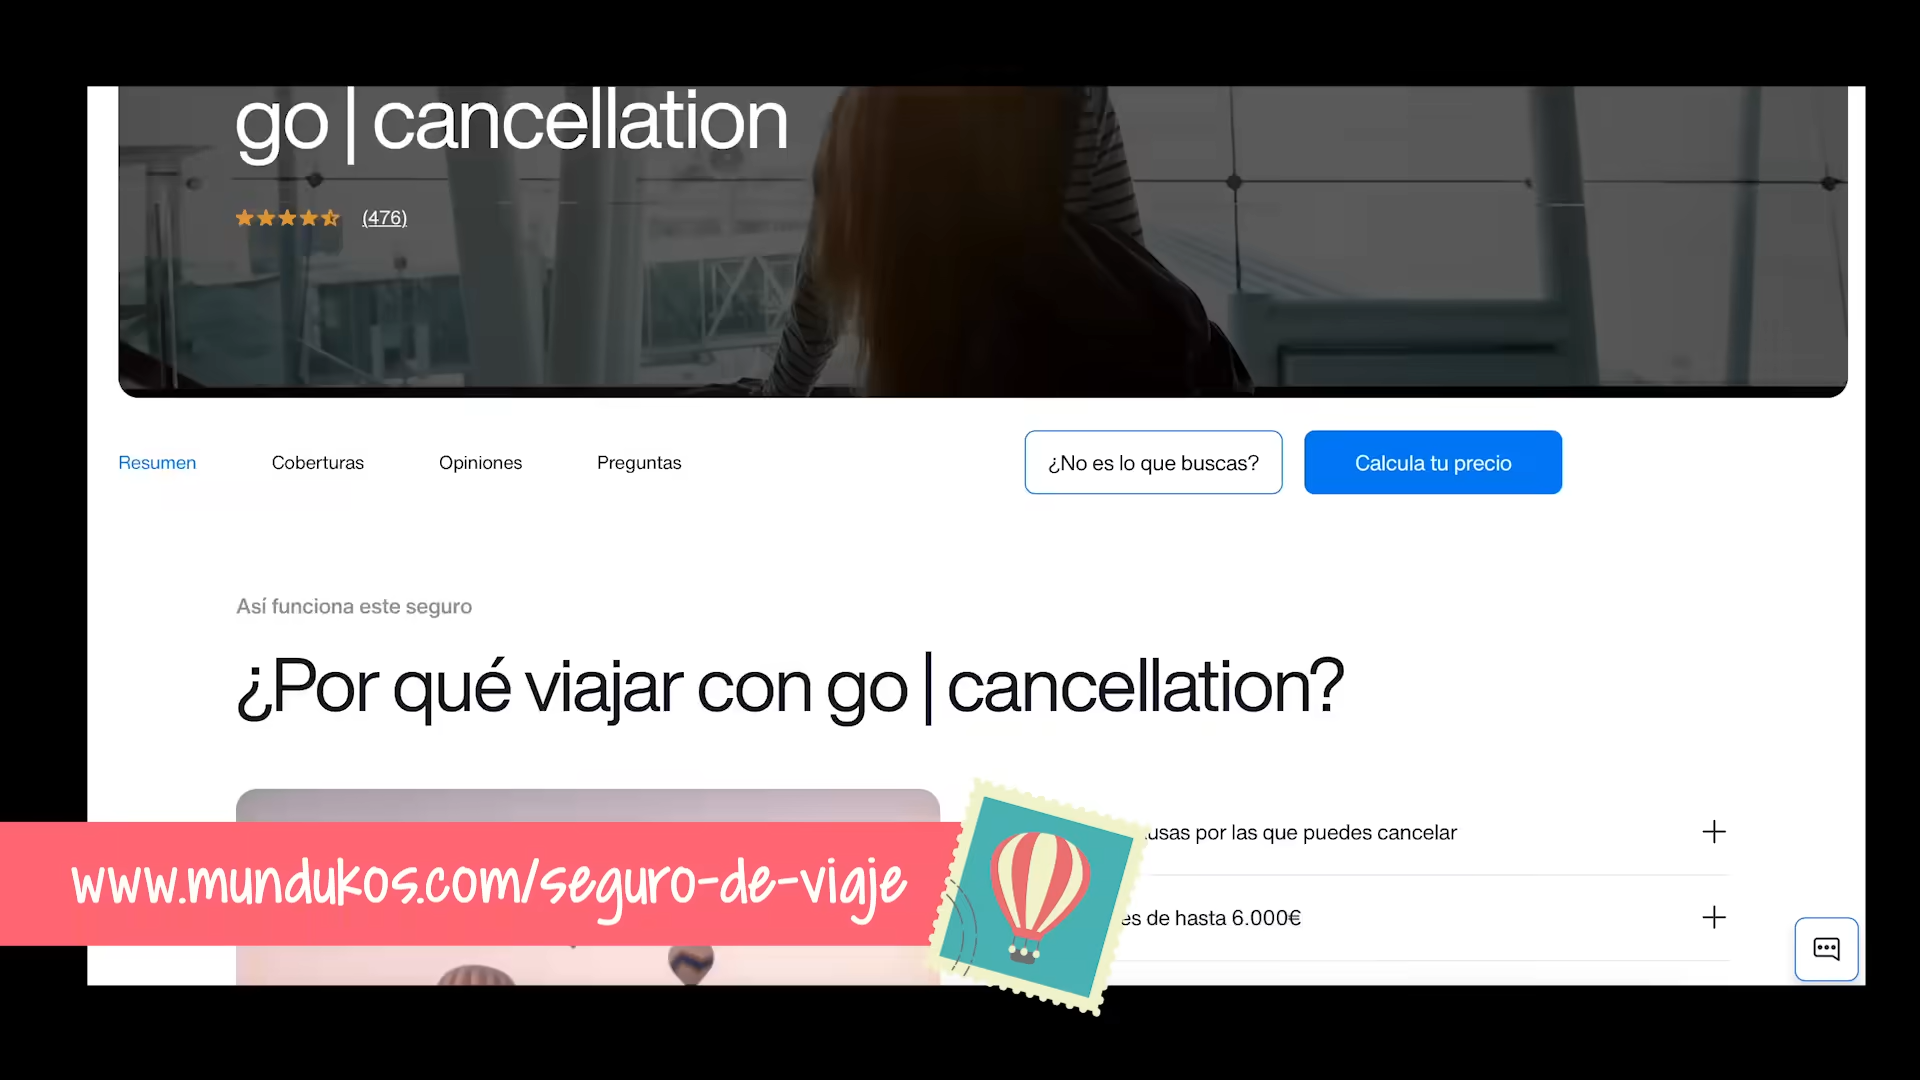 go | cancellation
(476)
Resumen
Coberturas
Opiniones
Preguntas
¿No es lo que buscas?
Calcula tu precio
Así funciona este seguro
¿Por qué viajar con go | cancellation?
por las que puedes cancelar
de hasta 6.000€
www.mundukos.com/seguro-de-viaje